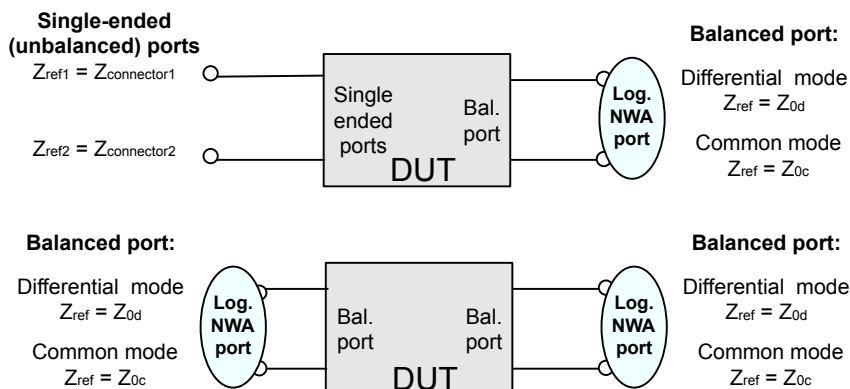 Single-ended
(unbalanced) ports
Zref1 = Zconnector1
Zref2 = Zconnector2
Single
ended
ports
Bal.
port
DUT
Log.
NWA
port
Balanced port:
Differential mode
Zref = Z0d
Common mode
Zref = Z0c
Balanced port:
Differential mode
Zref = Z0d
Common mode
Zref = Z0c
Log.
NWA
port
Bal.
port
Bal.
port
DUT
Log.
NWA
port
Balanced port:
Differential mode
Zref = Z0d
Common mode
Zref = Z0c